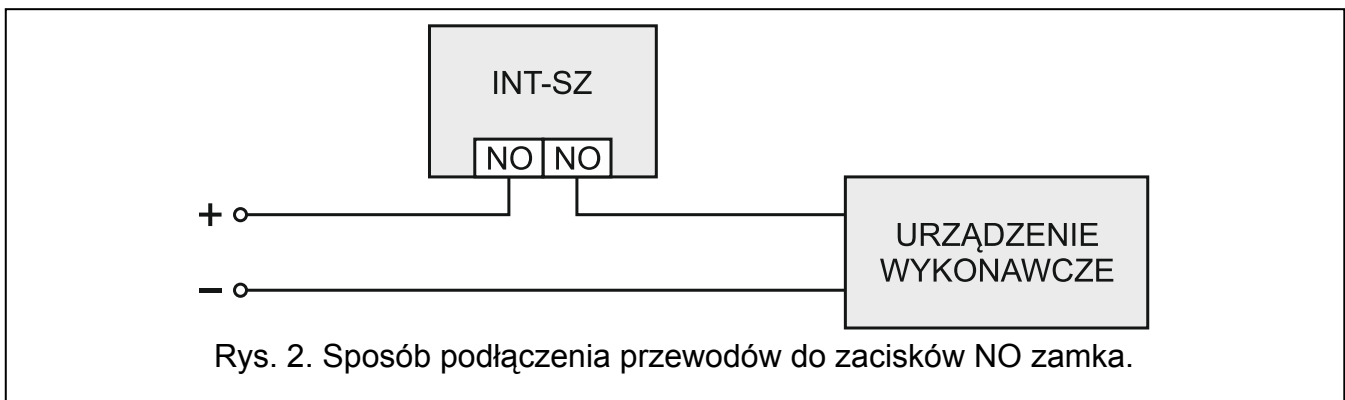 INT-SZ
NO NO
+
URZĄDZENIE
WYKONAWCZE
–
Rys. 2. Sposób podłączenia przewodów do zacisków NO zamka.